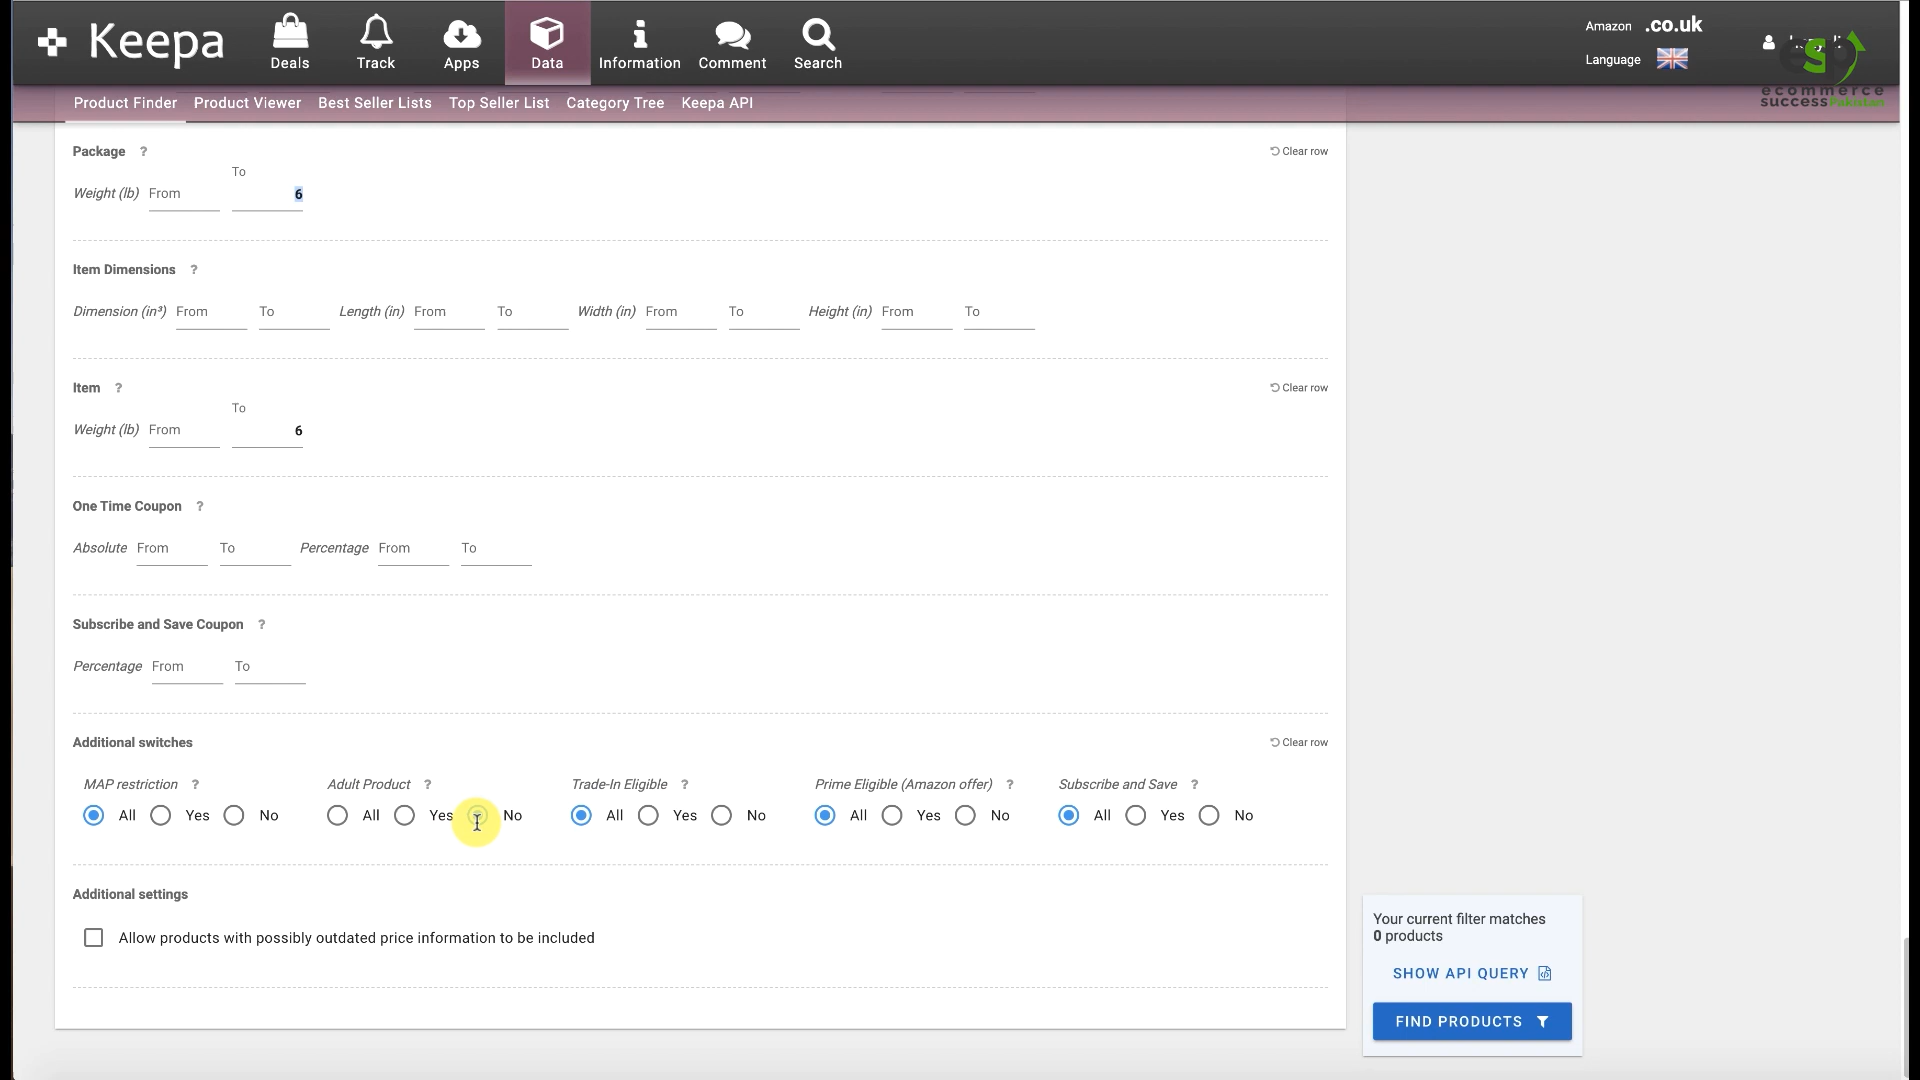 Keepa
Deals
Track
Apps
Data
Information
Comment
Search
Amazon .co.uk
Language
ecommerce
success Pakistan
Product Finder Product Viewer Best Seller Lists Top Seller List Category Tree Keepa API
Package ? Clear row
To
Weight (lb) From 6
Item Dimensions ?
Dimension (in³) From To Length (in) From To Width (in) From To Height (in) From To
Item ? Clear row
To
Weight (lb) From 6
One Time Coupon ?
Absolute From To Percentage From To
Subscribe and Save Coupon ?
Percentage From To
Additional switches Clear row
MAP restriction ? Adult Product ? Trade-In Eligible ? Prime Eligible (Amazon offer) ? Subscribe and Save ?
All Yes No All Yes No All Yes No All Yes No All Yes No
Additional settings
Allow products with possibly outdated price information to be included
Your current filter matches
0 products
SHOW API QUERY
FIND PRODUCTS